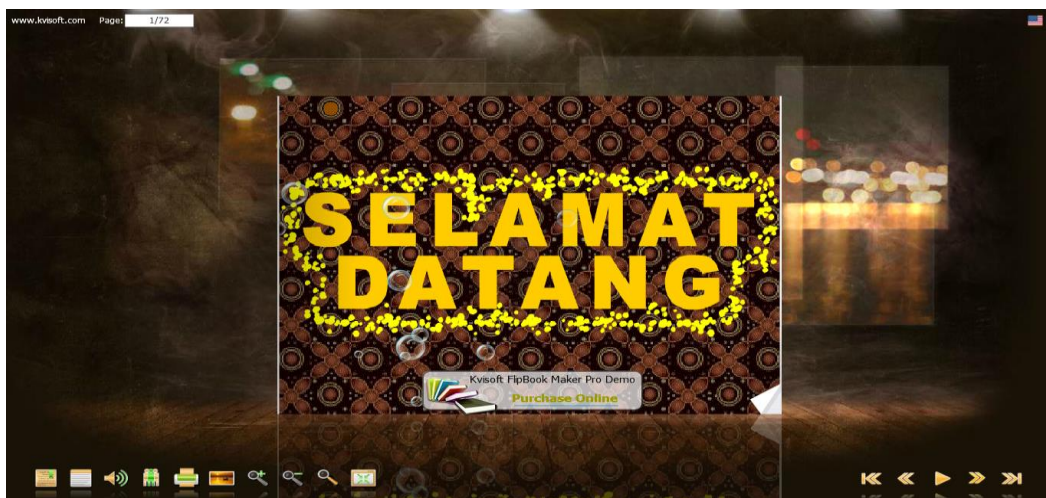 www.kvisoft.com Page: 1/72
SELAMAT
DATANG
Kvisoft FlipBook Maker Pro Demo
Purchase Online